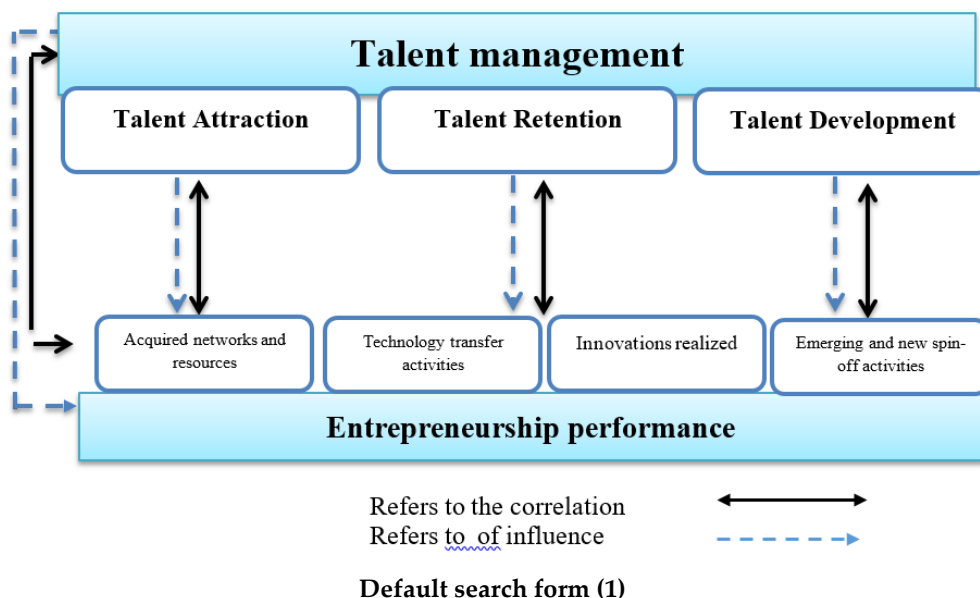 Talent management
Talent Attraction
Talent Retention
Talent Development
Acquired networks and
resources
Technology transfer
activities
Innovations realized
Emerging and new spin-
off activities
Entrepreneurship performance
Refers to the correlation
Refers to of influence
Default search form (1)